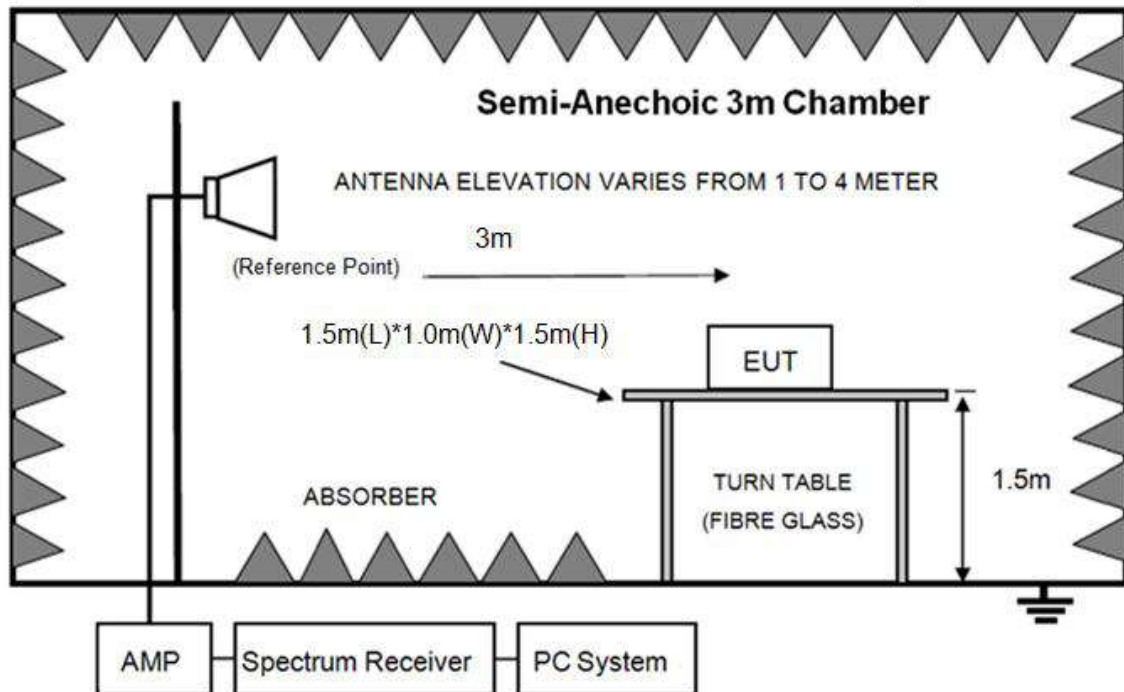 Semi-Anechoic 3m Chamber
ANTENNA ELEVATION VARIES FROM 1 TO 4 METER
3m
(Reference Point)
1.5m(L)*1.0m(W)*1.5m(H)
EUT
TURN TABLE
(FIBRE GLASS)
1.5m
ABSORBER
AMP
Spectrum Receiver
PC System